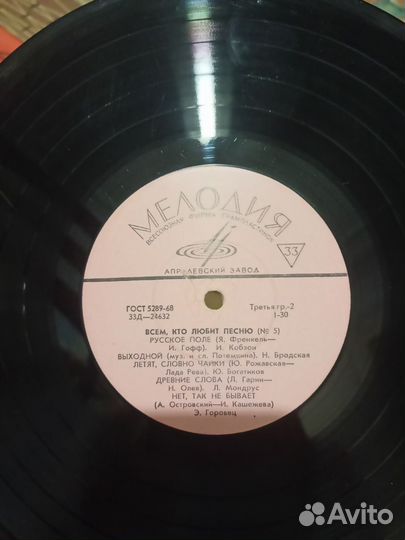 МЕЛОДИЯ
ВСЕСОЮЗНАЯ ФИРМА ГРАМПЛАСТИНОК
33
АПРЕЛЕВСКИЙ ЗАВОД
ГОСТ 5289-68 Третья гр.-2
33Д—24632 1-30
ВСЕМ, КТО ЛЮБИТ ПЕСНЮ (№ 5)
РУССКОЕ ПОЛЕ (Я. Френкель—
И. Гофф) И. Кобзон
ВЫХОДНОЙ (муз. и сл. Потемкина) Н. Бродская
ЛЕТЯТ, СЛОВНО ЧАЙКИ (Ю. Рожавская—
Лада Рева) Ю. Богатиков
ДРЕВНИЕ СЛОВА (Л. Гарин—
Н. Олев) Л. Мондрус
НЕТ, ТАК НЕ БЫВАЕТ
(А. Островский—И. Кашежева)
Э. Горовец
Avito